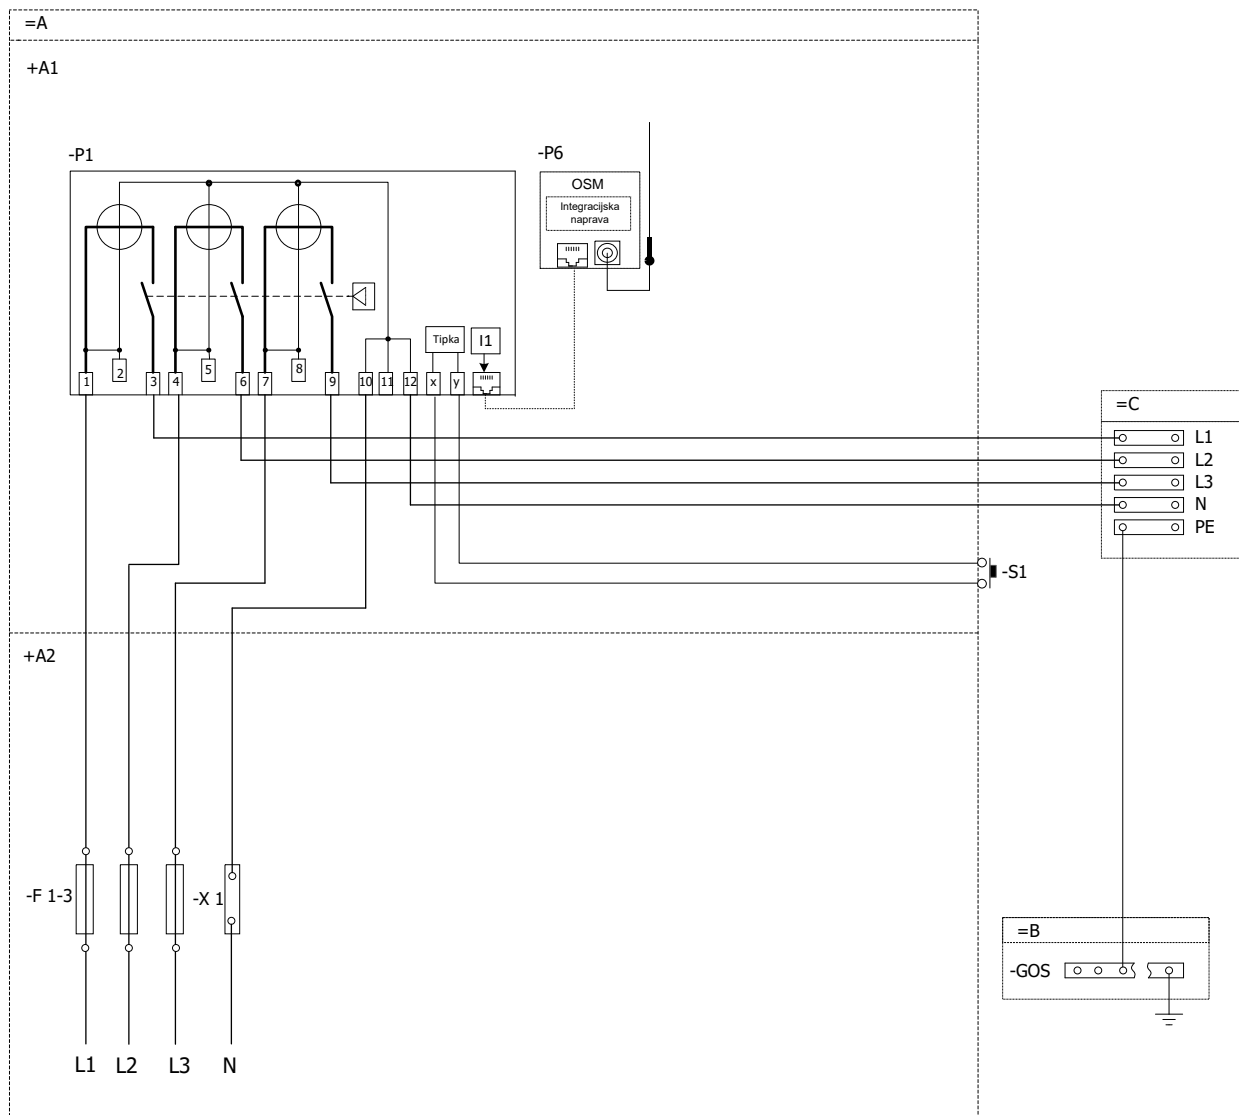 =A
+A1
-P1
-P6
OSM
Integracijska
naprava
Tipka
I1
1
2
3
4
5
6
7
8
9
10
11
12
x
y
=C
L1
L2
L3
N
PE
-S1
+A2
-F 1-3
-X 1
=B
-GOS
L1
L2
L3
N